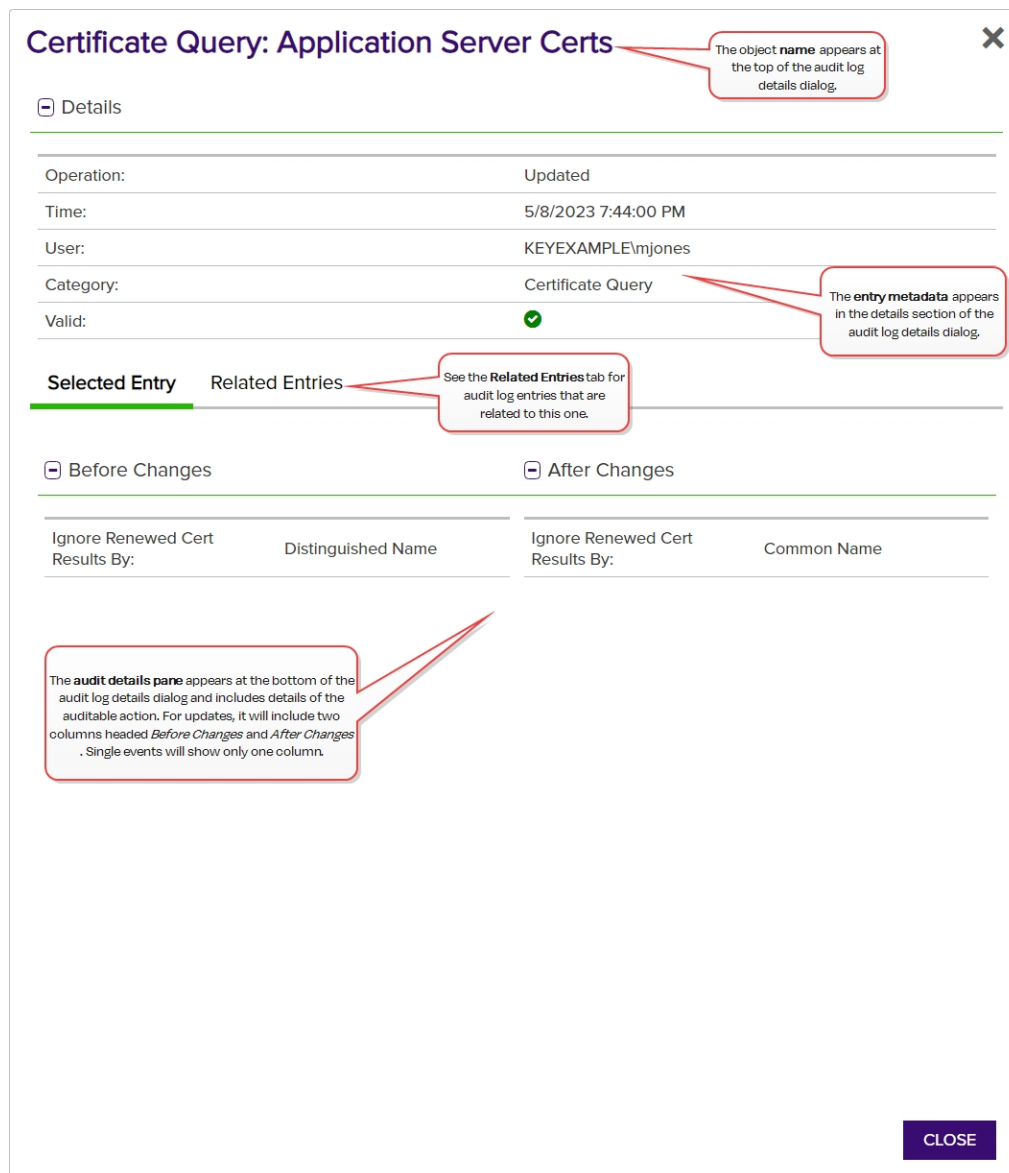 Certificate Query: Application Server Certs
The object name appears at
the top of the audit log
details dialog.
Details
Operation: Updated
Time: 5/8/2023 7:44:00 PM
User: KEYEXAMPLE\mjones
Category: Certificate Query
Valid:
The entry metadata appears
in the details section of the
audit log details dialog.
Selected Entry Related Entries
See the Related Entries tab for
audit log entries that are
related to this one.
Before Changes
After Changes
Ignore Renewed Cert
Results By:
Distinguished Name
Ignore Renewed Cert
Results By:
Common Name
The audit details pane appears at the bottom of the
audit log details dialog and includes details of the
auditable action. For updates, it will include two
columns headed Before Changes and After Changes
. Single events will show only one column.
CLOSE